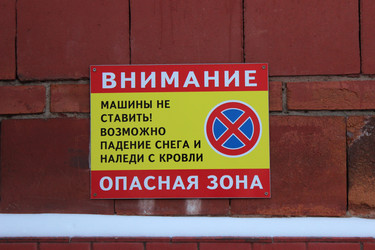 ВНИМАНИЕ
МАШИНЫ НЕ
СТАВИТЬ!
ВОЗМОЖНО
ПАДЕНИЕ СНЕГА И
НАЛЕДИ С КРОВЛИ
ОПАСНАЯ ЗОНА